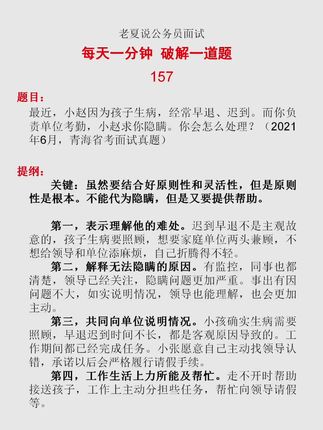 老夏说公务员面试
每天一分钟 破解一道题
157
题目：
最近，小赵因为孩子生病，经常早退、迟到。而你负
责单位考勤，小赵求你隐瞒。你会怎么处理？（2021
年6月，青海省考面试真题）
提纲：
关键：虽然要结合好原则性和灵活性，但是原则
性是根本。不能代为隐瞒，但是又要提供帮助。
第一，表示理解他的难处。迟到早退不是主观故
意的，孩子生病要照顾，想要家庭单位两头兼顾，不
想给领导和单位添麻烦，自己折腾得不轻。
第二，解释无法隐瞒的原因。有监控，同事也都
清楚，领导已经关注，隐瞒问题更加严重。事出有因
问题不大，如实说明情况，领导也能理解，也会更加
主动。
第三，共同向单位说明情况。小孩确实生病需要
照顾，早退迟到时间不长，都是客观原因导致的。工
作期间都已经完成任务。小张愿意自己主动找领导认
错，承诺以后会严格履行请假手续。
第四，工作生活上力所能及帮忙。走不开时帮助
接送孩子，工作上主动分担些任务，帮忙向领导请假
等。